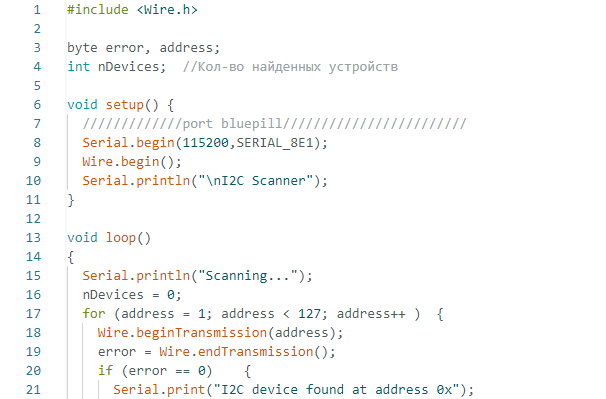 1 #include <Wire.h>
2
3 byte error, address;
4 int nDevices;  //Кол-во найденных устройств
5
6 void setup() {
7   /////////////port bluepill////////////////////////
8   Serial.begin(115200,SERIAL_8E1);
9   Wire.begin();
10   Serial.println("\nI2C Scanner");
11 }
12
13 void loop()
14 {
15   Serial.println("Scanning...");
16   nDevices = 0;
17   for (address = 1; address < 127; address++ )  {
18     Wire.beginTransmission(address);
19     error = Wire.endTransmission();
20     if (error == 0)    {
21       Serial.print("I2C device found at address 0x");